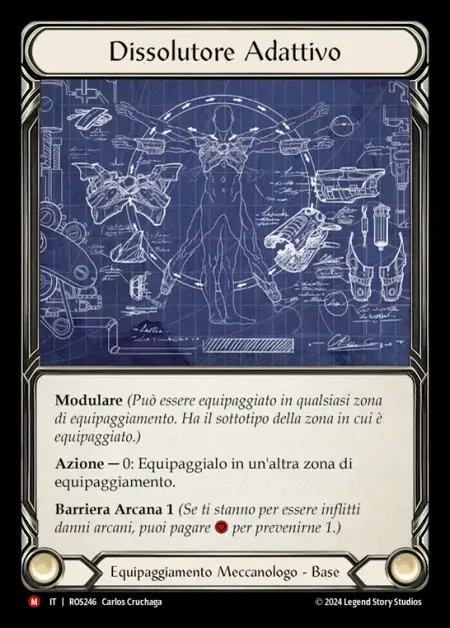 Dissolutore Adattivo
Modulare (Può essere equipaggiato in qualsiasi zona
di equipaggiamento. Ha il sottotipo della zona in cui è
equipaggiato.)
Azione — 0: Equipaggialo in un'altra zona di
equipaggiamento.
Barriera Arcana 1 (Se ti stanno per essere inflitti
danni arcani, puoi pagare per prevenirne 1.)
Equipaggiamento Meccanologo - Base
M IT | ROS246 Carlos Cruchaga © 2024 Legend Story Studios